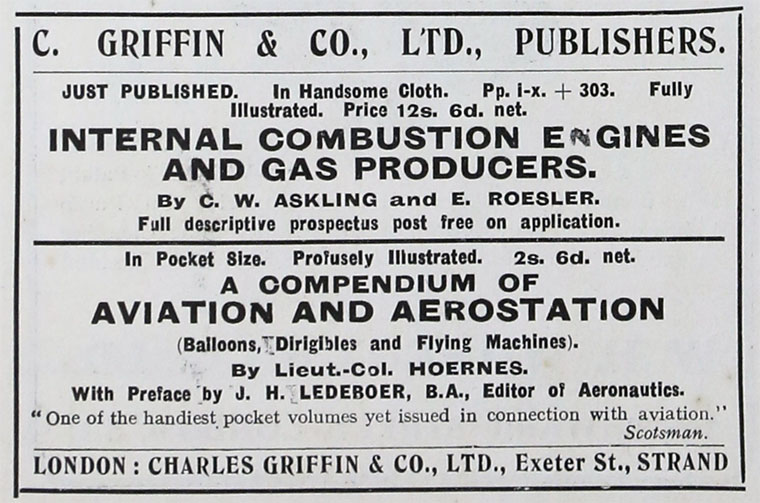 C. GRIFFIN & CO., LTD., PUBLISHERS.
JUST PUBLISHED. In Handsome Cloth. Pp. i-x. + 303. Fully
Illustrated. Price 12s. 6d. net.
INTERNAL COMBUSTION ENGINES
AND GAS PRODUCERS.
By C. W. ASKLING and E. ROESLER.
Full descriptive prospectus post free on application.
In Pocket Size. Profusely Illustrated. 2s. 6d. net.
A COMPENDIUM OF
AVIATION AND AEROSTATION
(Balloons, Dirigibles and Flying Machines).
By Lieut.-Col. HOERNES.
With Preface by J. H. LEDEBOER, B.A., Editor of Aeronautics.
"One of the handiest pocket volumes yet issued in connection with aviation."
Scotsman.
LONDON: CHARLES GRIFFIN & CO., LTD., Exeter St., STRAND